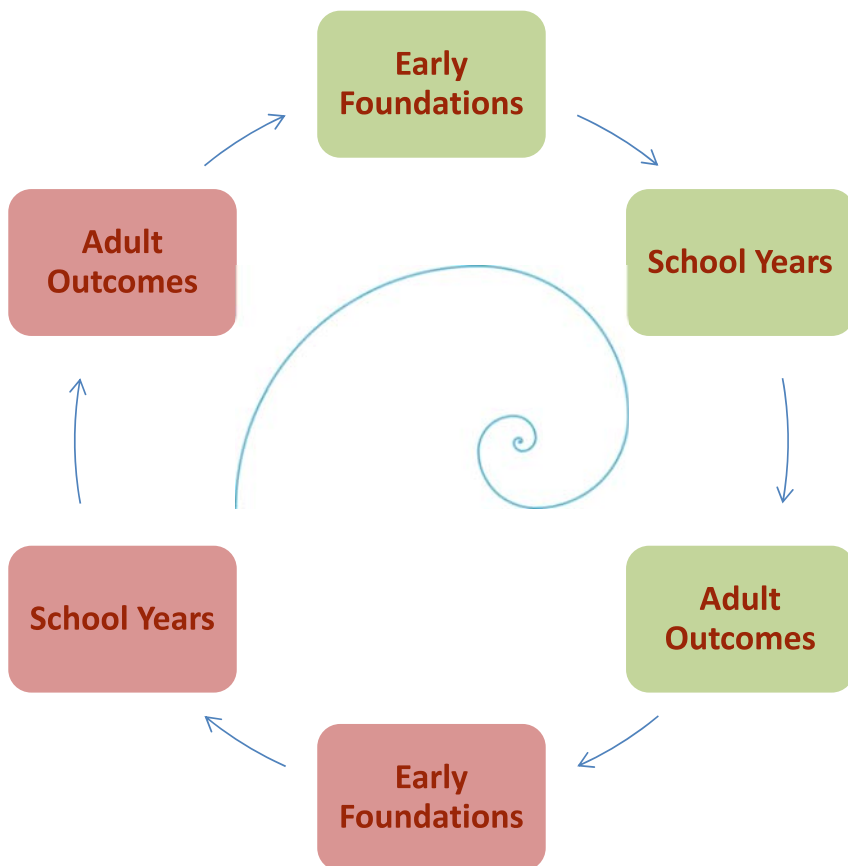 Early
Foundations
School Years
Adult
Outcomes
Early
Foundations
School Years
Adult
Outcomes